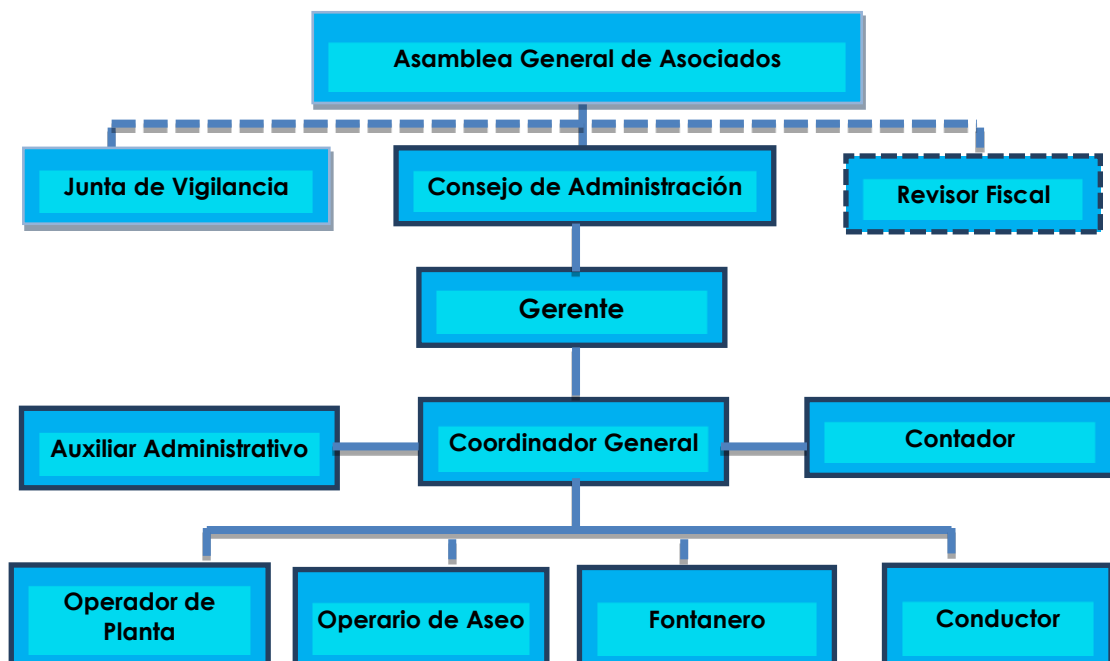 Asamblea General de Asociados
Junta de Vigilancia
Consejo de Administración
Revisor Fiscal
Gerente
Auxiliar Administrativo
Coordinador General
Contador
Operador de
Planta
Operario de Aseo
Fontanero
Conductor